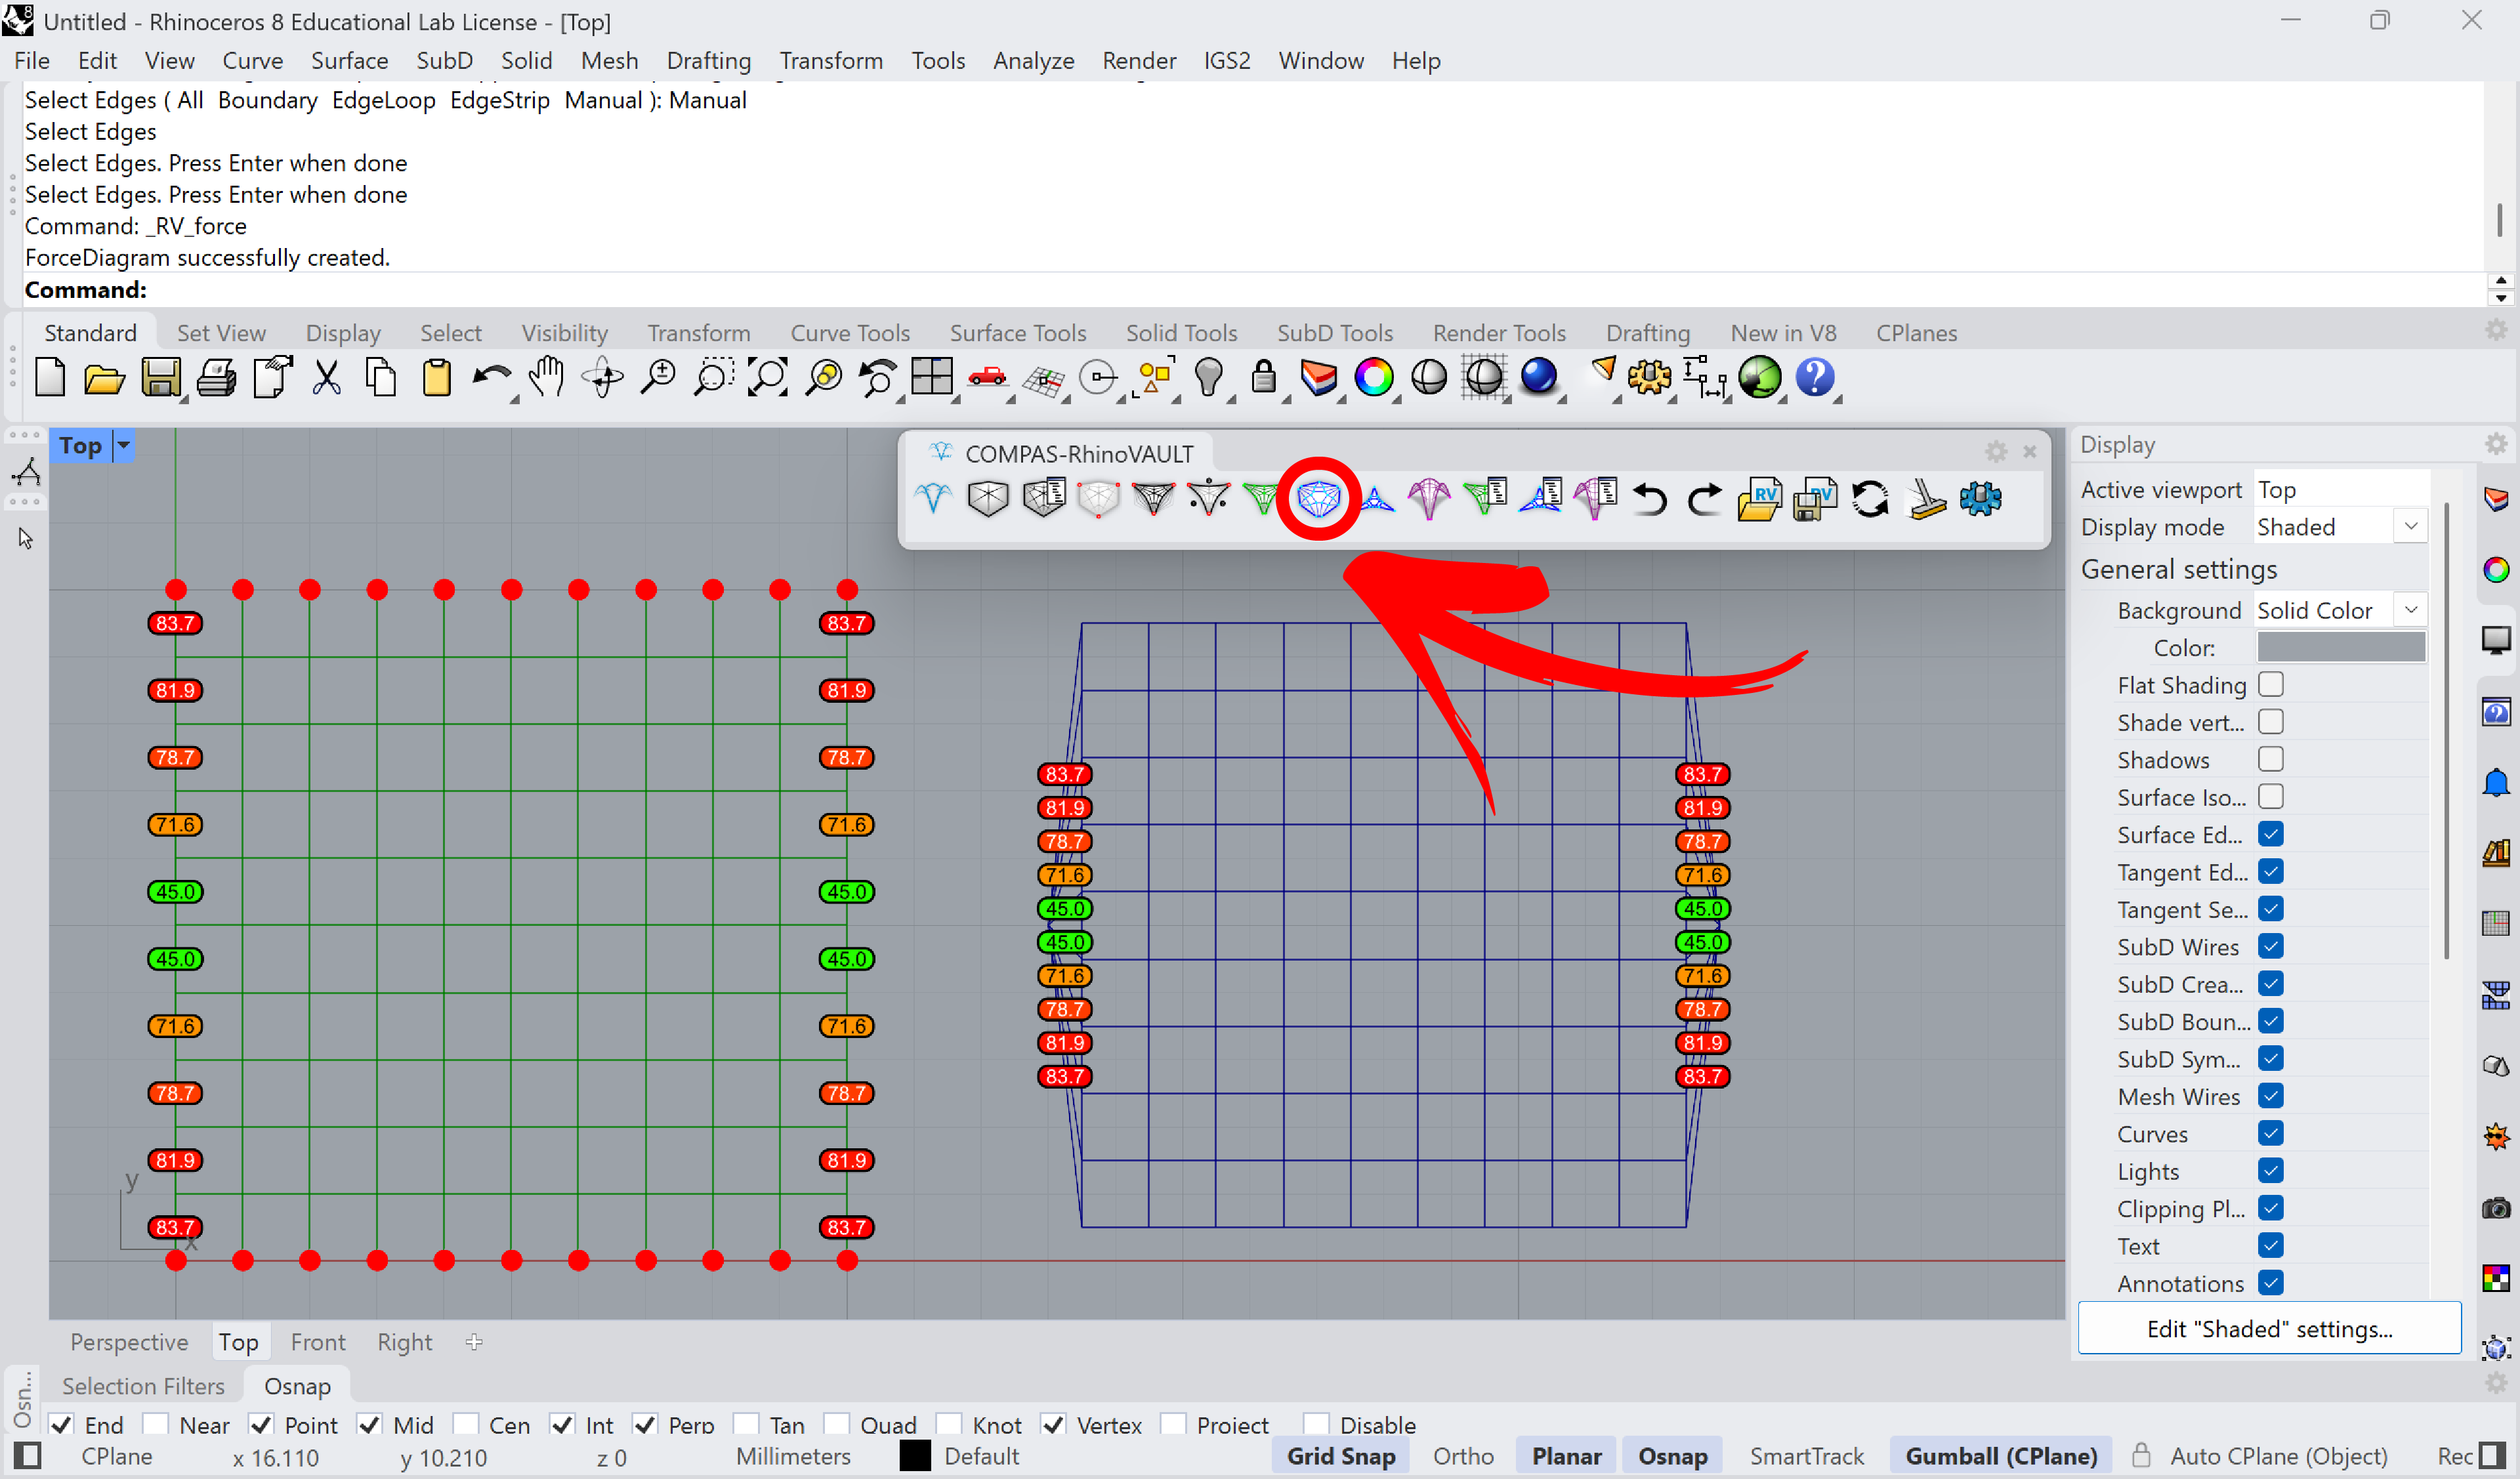 Untitled - Rhinoceros 8 Educational Lab License - [Top]
File Edit View Curve Surface SubD Solid Mesh Drafting Transform Tools Analyze Render IGS2 Window Help
Select Edges ( All Boundary EdgeLoop EdgeStrip Manual ): Manual
Select Edges
Select Edges. Press Enter when done
Select Edges. Press Enter when done
Command: _RV_force
ForceDiagram successfully created.
Command:
Standard Set View Display Select Visibility Transform Curve Tools Surface Tools Solid Tools SubD Tools Render Tools Drafting New in V8 CPlanes
Top
COMPAS-RhinoVAULT
RV RV
83.7 83.7
81.9 81.9
78.7 78.7
71.6 71.6
45.0 45.0
45.0 45.0
71.6 71.6
78.7 78.7
81.9 81.9
83.7 83.7
y
x
83.7 83.7
81.9 81.9
78.7 78.7
71.6 71.6
45.0 45.0
45.0 45.0
71.6 71.6
78.7 78.7
81.9 81.9
83.7 83.7
Display
Active viewport Top
Display mode Shaded
General settings
Background Solid Color
Color:
Flat Shading
Shade vert...
Shadows
Surface Iso...
Surface Ed...
Tangent Ed...
Tangent Se...
SubD Wires
SubD Crea...
SubD Boun...
SubD Sym...
Mesh Wires
Curves
Lights
Clipping Pl...
Text
Annotations
Edit "Shaded" settings...
Perspective Top Front Right
Osn...
Selection Filters Osnap
End Near Point Mid Cen Int Perp Tan Quad Knot Vertex Project Disable
CPlane x 16.110 y 10.210 z 0 Millimeters Default Grid Snap Ortho Planar Osnap SmartTrack Gumball (CPlane) Auto CPlane (Object) Rec